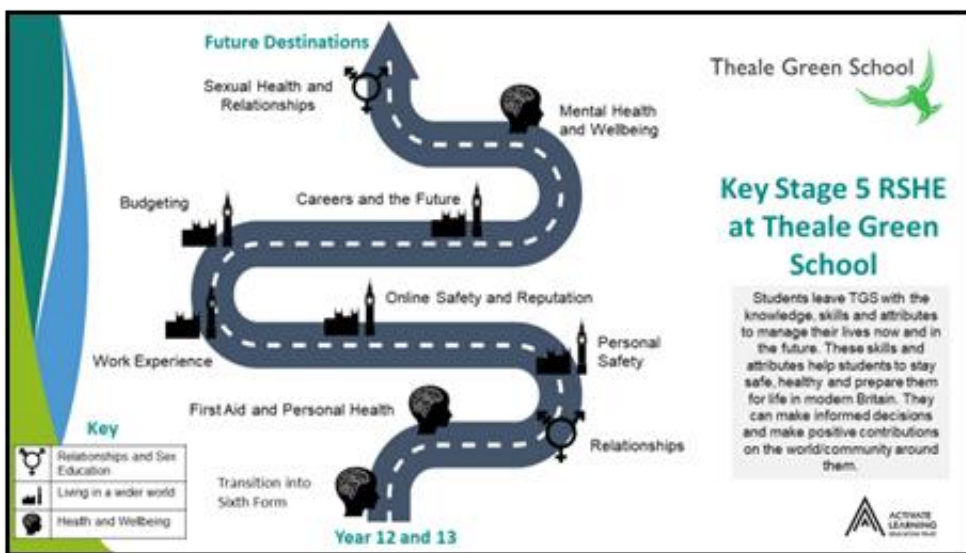 Future Destinations
Sexual Health and
Relationships
Mental Health
and Wellbeing
Budgeting
Careers and the Future
Online Safety and Reputation
Work Experience
Personal
Safety
First Aid and Personal Health
Relationships
Transition into
Sixth Form
Year 12 and 13
Key
Relationships and Sex
Education
Living in a wider world
Health and Wellbeing
Theale Green School
Key Stage 5 RSHE
at Theale Green
School
Students leave TGS with the
knowledge, skills and attributes
to manage their lives now and in
the future. These skills and
attributes help students to stay
safe, healthy and prepare them
for life in modern Britain. They
can make informed decisions
and make positive contributions
on the world/community around
them.
ACTIVATE
LEARNING
EDUCATION TRUST